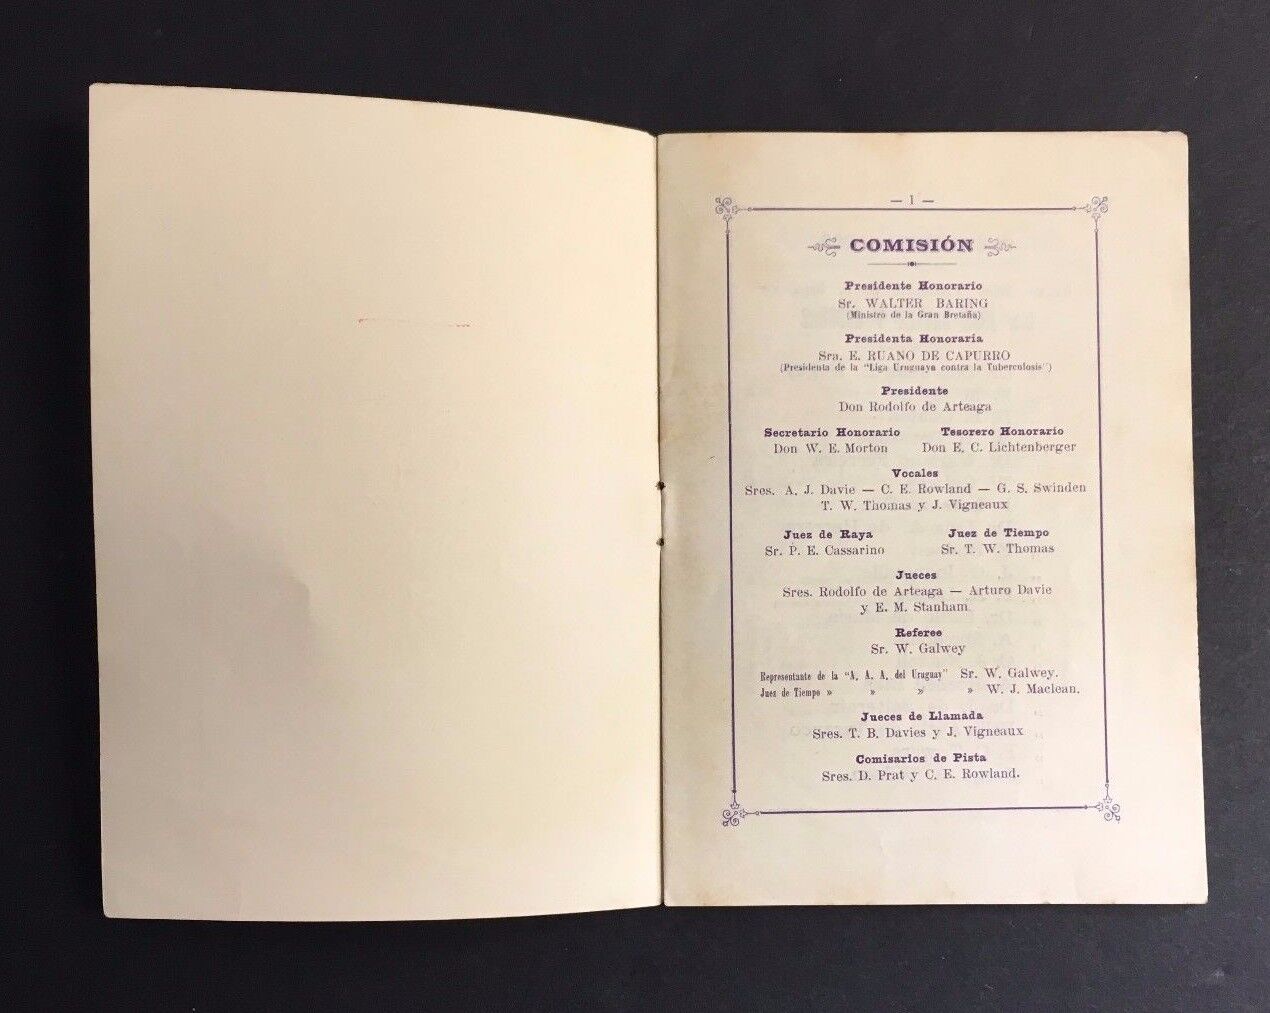 — 1 —
COMISIÓN
Presidente Honorario
Sr. WALTER BARING
(Ministro de la Gran Bretaña)
Presidenta Honoraria
Sra. E. RUANO DE CAPURRO
(Presidenta de la "Liga Uruguaya contra la Tuberculosis")
Presidente
Don Rodolfo de Arteaga
Secretario Honorario Tesorero Honorario
Don W. E. Morton Don E. C. Lichtenberger
Vocales
Sres. A. J. Davie — C. E. Rowland — G. S. Swinden
T. W. Thomas y J. Vigneaux
Juez de Raya Juez de Tiempo
Sr. P. E. Cassarino Sr. T. W. Thomas
Jueces
Sres. Rodolfo de Arteaga — Arturo Davie
y E. M. Stanham
Referee
Sr. W. Galwey
Representante de la "A. A. A. del Uruguay" Sr. W. Galwey.
Juez de Tiempo » » » » W. J. Maclean.
Jueces de Llamada
Sres. T. B. Davies y J. Vigneaux
Comisarios de Pista
Sres. D. Prat y C. E. Rowland.